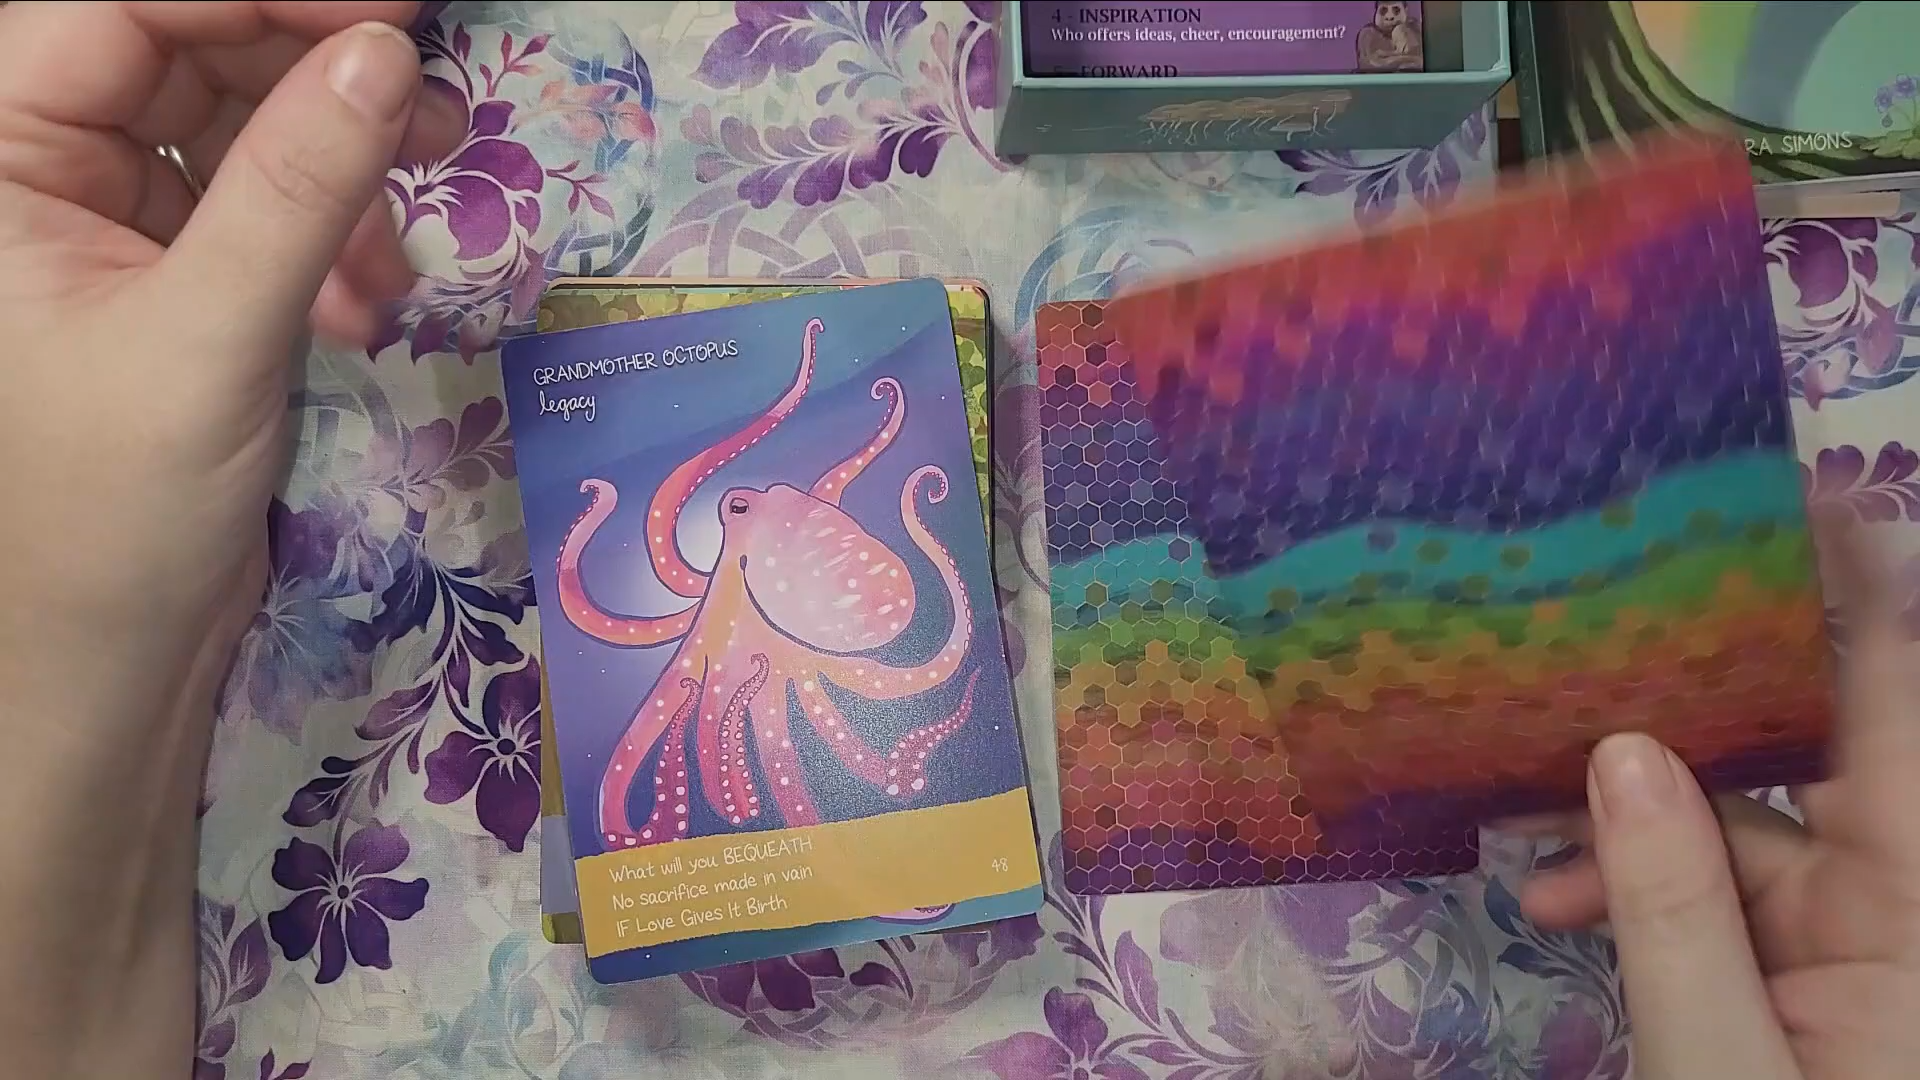 4 - INSPIRATION
Who offers ideas, cheer, encouragement?
FORWARD
RA SIMONS
GRANDMOTHER OCTOPUS
legacy
What will you BEQUEATH
No sacrifice made in vain
IF Love Gives It Birth
48